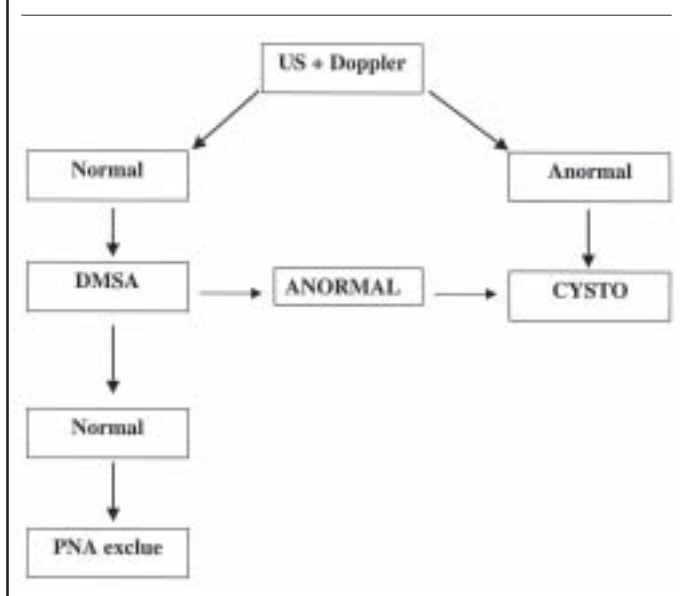 US + Doppler
Normal
Anormal
DMSA
ANORMAL
CYSTO
Normal
PNA exclue